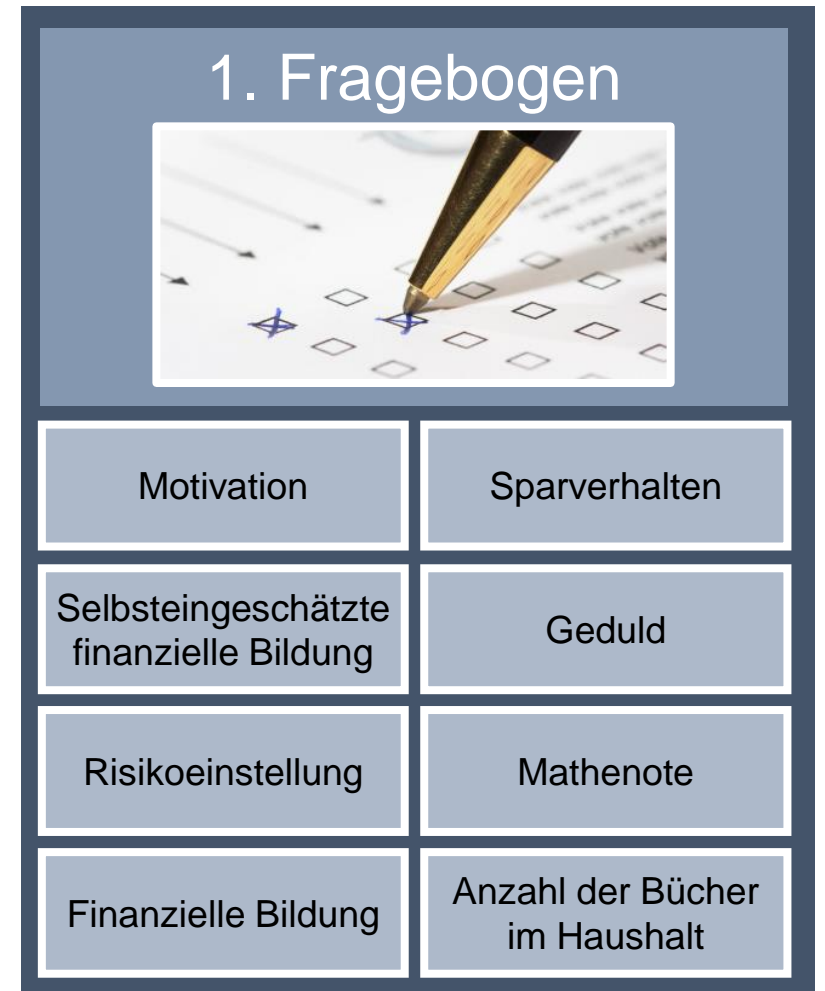 1. Fragebogen
Motivation
Sparverhalten
Selbsteingeschätzte
finanzielle Bildung
Geduld
Risikoeinstellung
Mathenote
Finanzielle Bildung
Anzahl der Bücher
im Haushalt